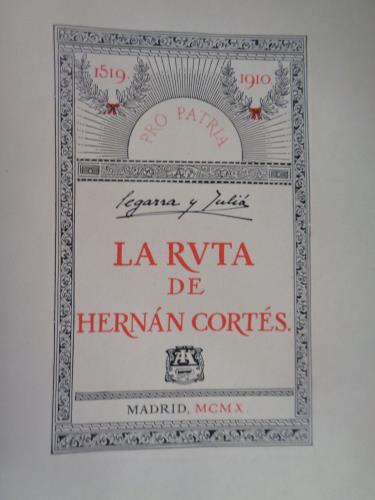 1519. 1910.
PRO PATRIA
Segarra y Juliá
LA RVTA
DE
HERNÁN CORTÉS.
MADRID, MCMX.